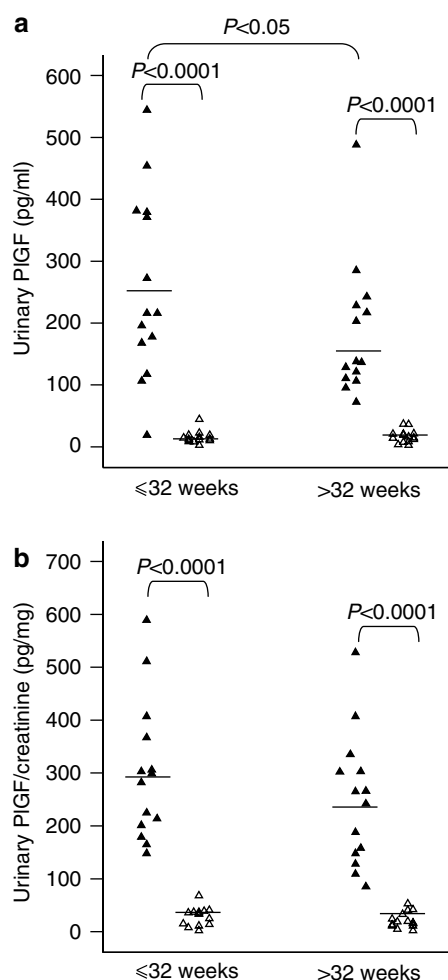 a
P<0.05
P<0.0001
P<0.0001
Urinary PlGF (pg/ml)
600
500
400
300
200
100
0
⩽32 weeks
>32 weeks
b
P<0.0001
P<0.0001
Urinary PlGF/creatinine (pg/mg)
700
600
500
400
300
200
100
0
⩽32 weeks
>32 weeks